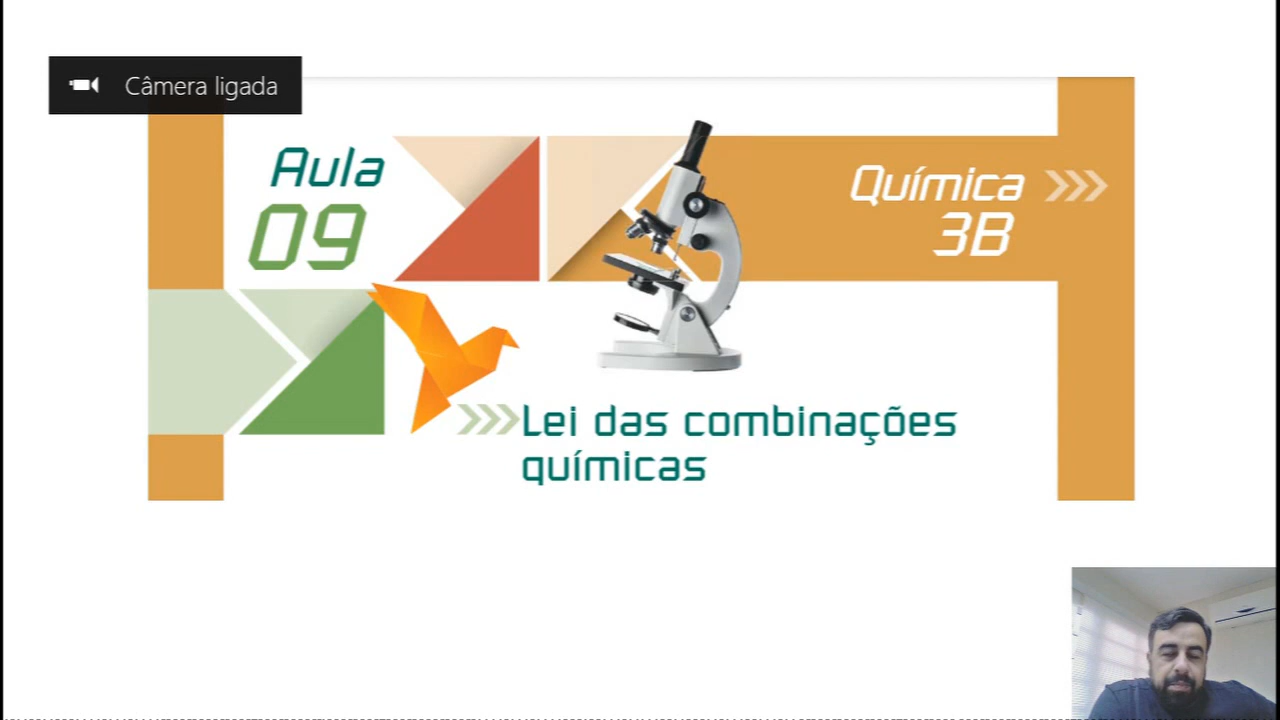 Câmera ligada
Aula
09
Química
3B
Lei das combinações
químicas